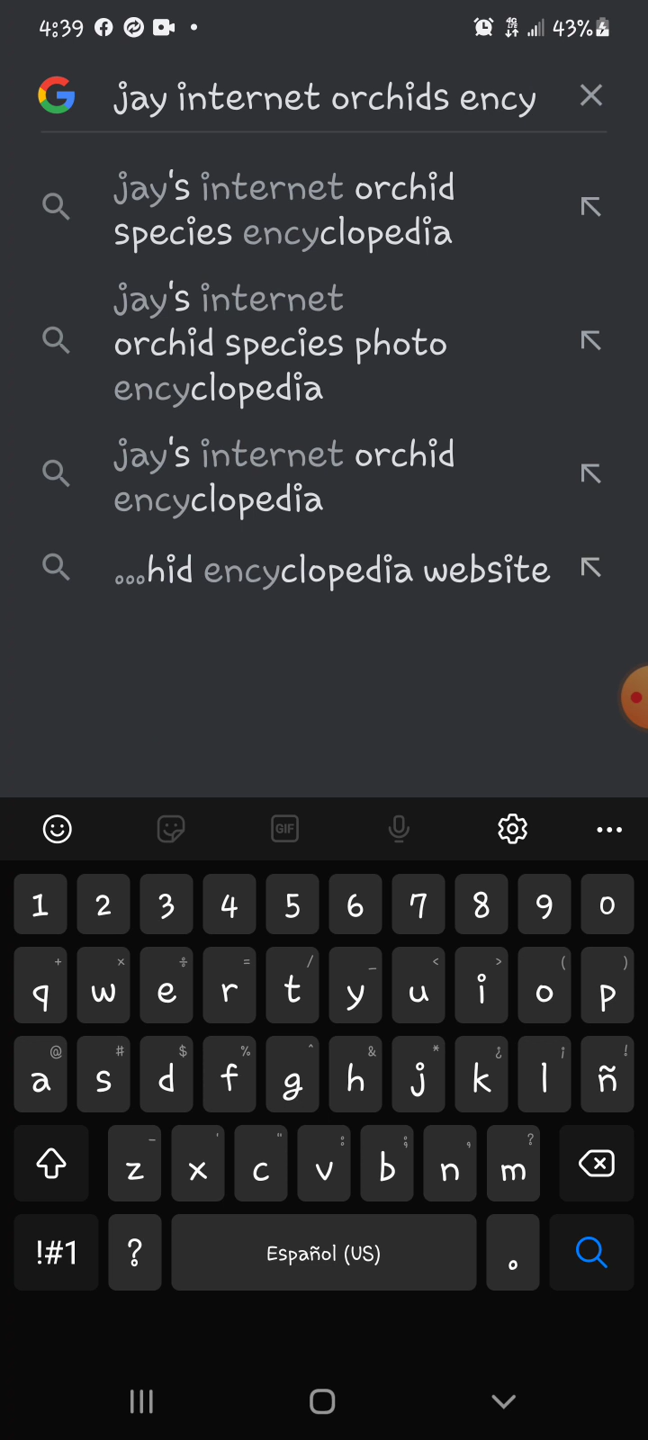 4:39
43%
jay internet orchids ency
jay's internet orchid
species encyclopedia
jay's internet
orchid species photo
encyclopedia
jay's internet orchid
encyclopedia
...hid encyclopedia website
GIF
1 2 3 4 5 6 7 8 9 0
+ × ÷ = / _ < > ( )
q w e r t y u i o p
@ # $ % ^ & * ¿ ¡ !
a s d f g h j k l ñ
- ' " : ; , ?
z x c v b n m
!#1 ? Español (US) .